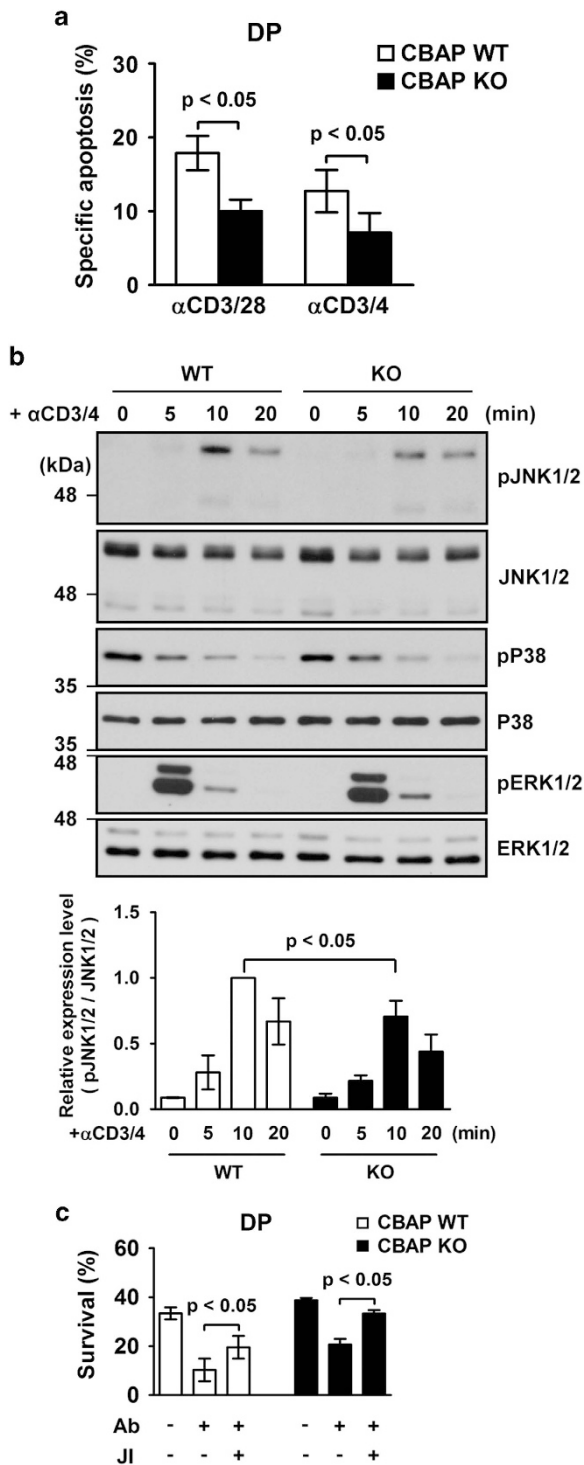 a
DP
CBAP WT
CBAP KO
Specific apoptosis (%)
30
20
10
0
p < 0.05
p < 0.05
αCD3/28
αCD3/4
b
WT
KO
+ αCD3/4 0 5 10 20 0 5 10 20 (min)
(kDa)
48
pJNK1/2
JNK1/2
48
pP38
35
P38
35
48
pERK1/2
48
ERK1/2
Relative expression level
( pJNK1/2 / JNK1/2 )
1.5
1.0
0.5
0.0
p < 0.05
+αCD3/4 0 5 10 20 0 5 10 20 (min)
WT
KO
c
DP
CBAP WT
CBAP KO
Survival (%)
60
40
20
0
p < 0.05
p < 0.05
Ab - + + - + +
JI - - + - - +